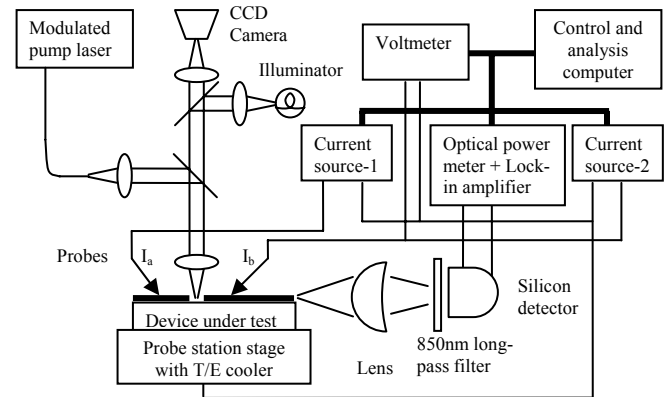 CCD
Camera
Modulated
pump laser
Illuminator
Voltmeter
Control and
analysis
computer
Current
source-1
Optical power
meter + Lock-
in amplifier
Current
source-2
Probes
Ia
Ib
Silicon
detector
Device under test
Probe station stage
with T/E cooler
Lens
850nm long-
pass filter